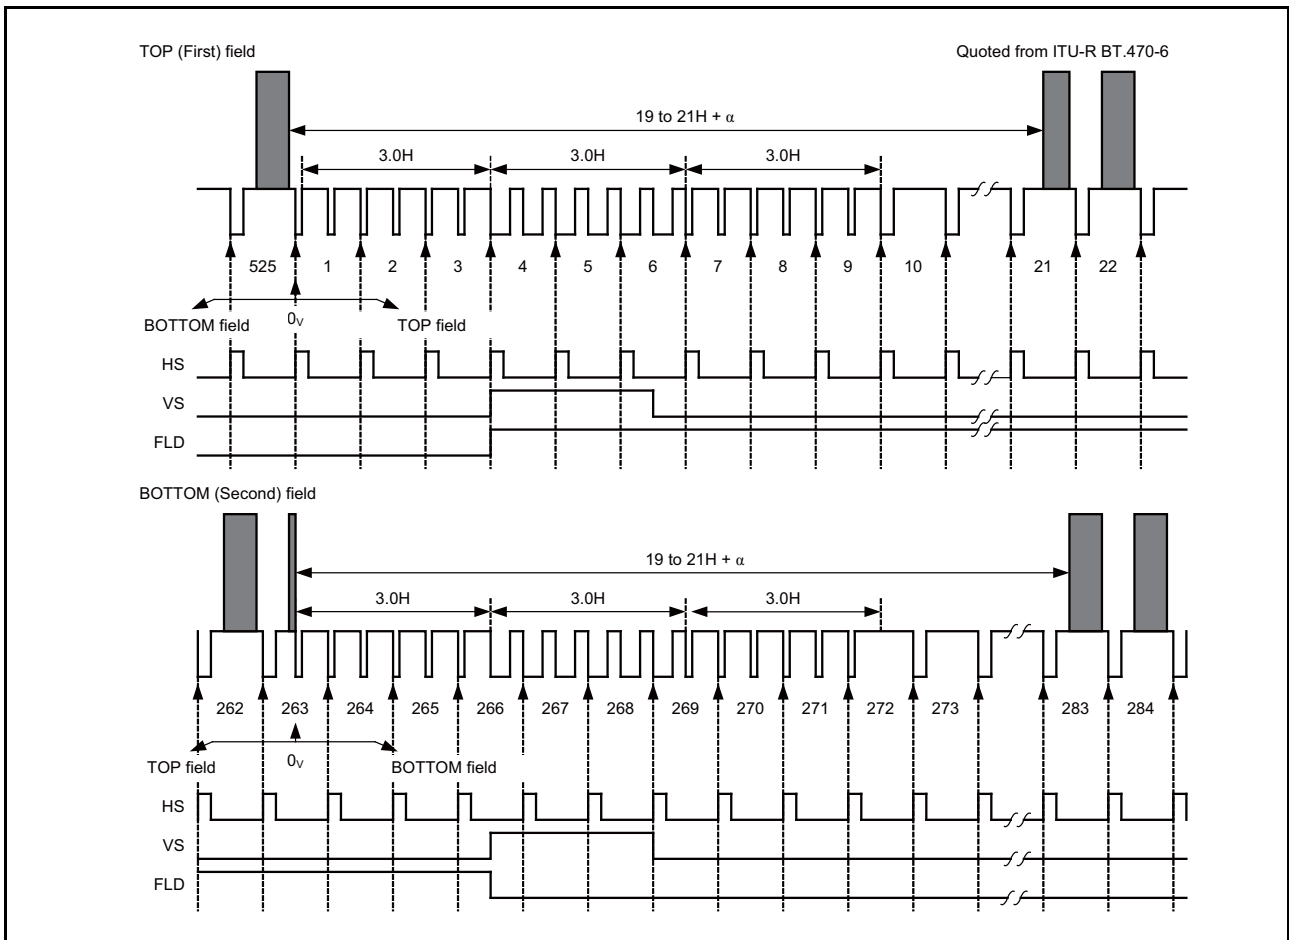 TOP (First) field
Quoted from ITU-R BT.470-6
19 to 21H + α
3.0H 3.0H 3.0H
525 1 2 3 4 5 6 7 8 9 10 21 22
0V
BOTTOM field TOP field
HS
VS
FLD
BOTTOM (Second) field
19 to 21H + α
3.0H 3.0H 3.0H
262 263 264 265 266 267 268 269 270 271 272 273 283 284
0V
TOP field BOTTOM field
HS
VS
FLD